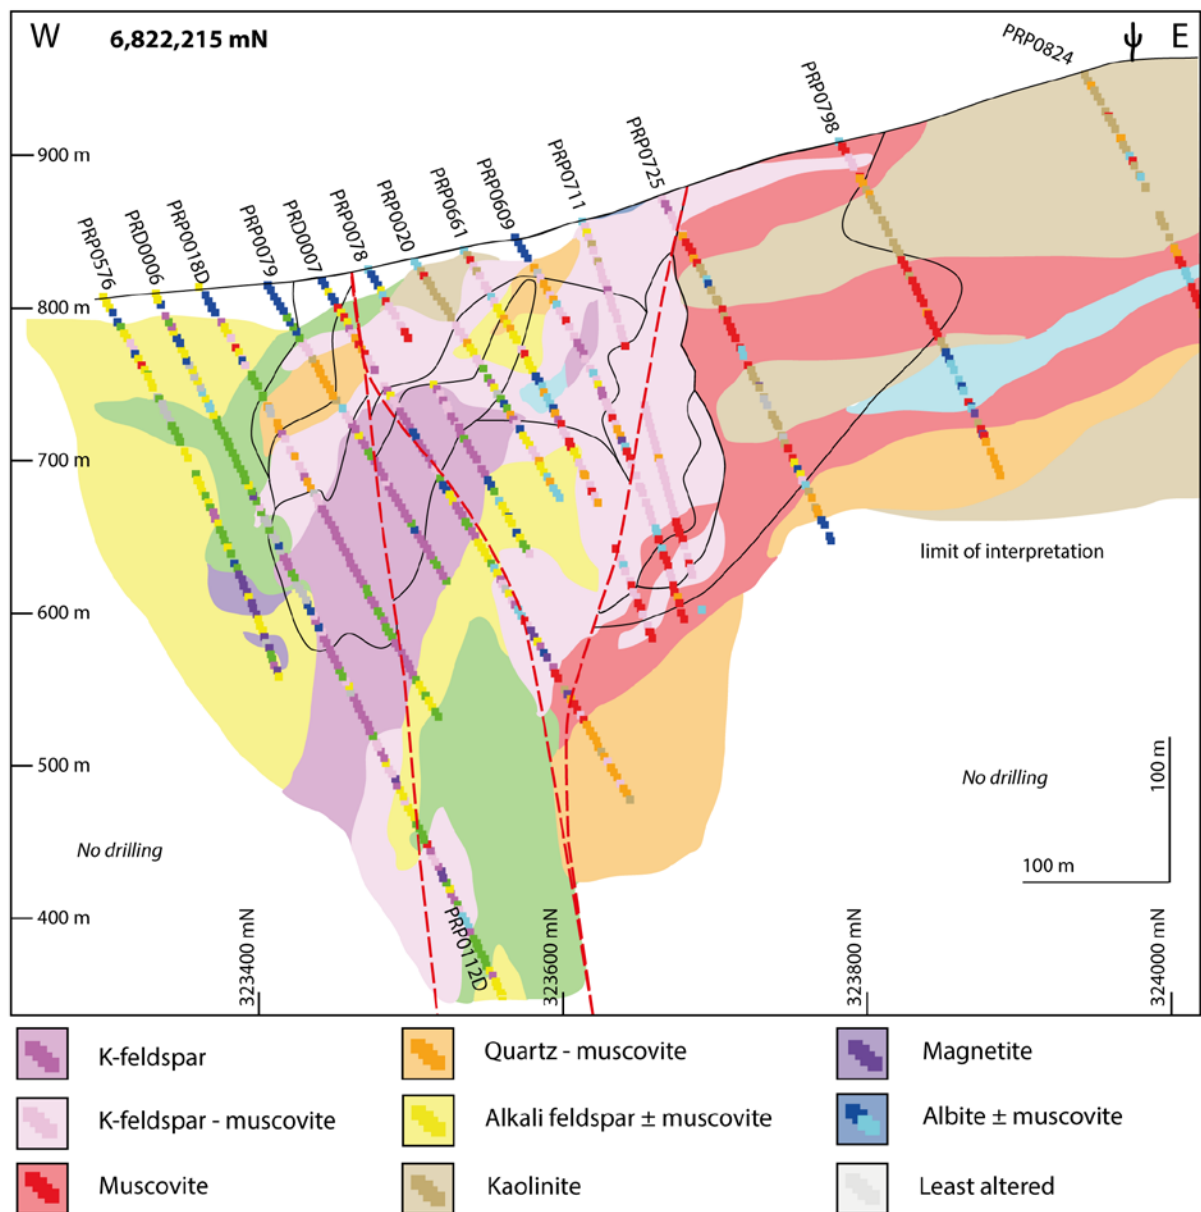 W 6,822,215 mN ψ E
PRP0824
PRP0798
PRP0725
PRP0711
PRP0609
PRP0661
PRP0020
PRP0078
PRD0007
PRP0079
PRP0018D
PRD0006
PRP0576
900 m
800 m
700 m
600 m
500 m
400 m
limit of interpretation
No drilling
No drilling
100 m
100 m
PRP0112D
323400 mN
323600 mN
323800 mN
324000 mN
K-feldspar
Quartz - muscovite
Magnetite
K-feldspar - muscovite
Alkali feldspar ± muscovite
Albite ± muscovite
Muscovite
Kaolinite
Least altered